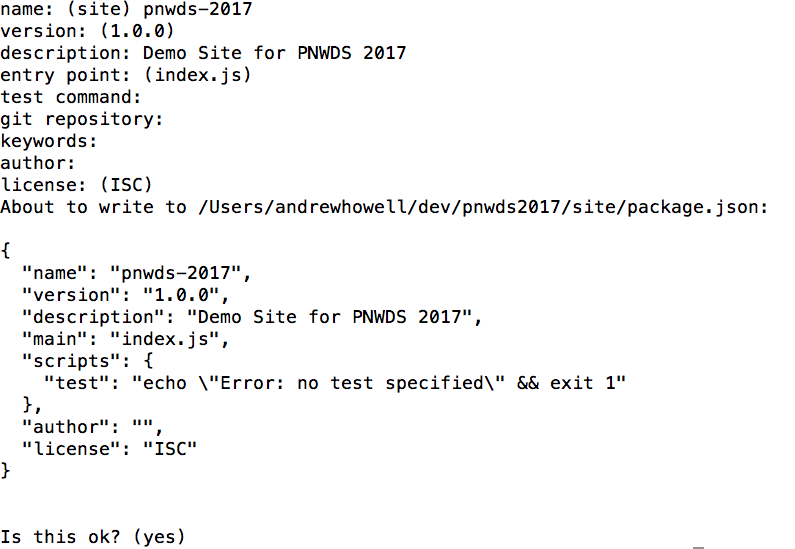 name: (site) pnwds-2017
version: (1.0.0)
description: Demo Site for PNWDS 2017
entry point: (index.js)
test command:
git repository:
keywords:
author:
license: (ISC)
About to write to /Users/andrewhowell/dev/pnwds2017/site/package.json:

{
  "name": "pnwds-2017",
  "version": "1.0.0",
  "description": "Demo Site for PNWDS 2017",
  "main": "index.js",
  "scripts": {
    "test": "echo \"Error: no test specified\" && exit 1"
  },
  "author": "",
  "license": "ISC"
}


Is this ok? (yes)